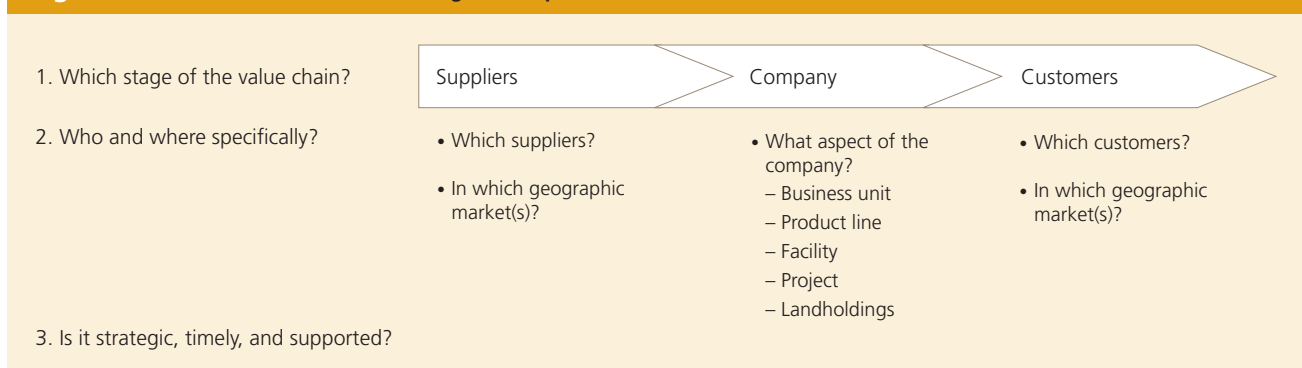 1. Which stage of the value chain?
Suppliers
Company
Customers
2. Who and where specifically?
• Which suppliers?
• In which geographic
market(s)?
• What aspect of the
company?
– Business unit
– Product line
– Facility
– Project
– Landholdings
• Which customers?
• In which geographic
market(s)?
3. Is it strategic, timely, and supported?